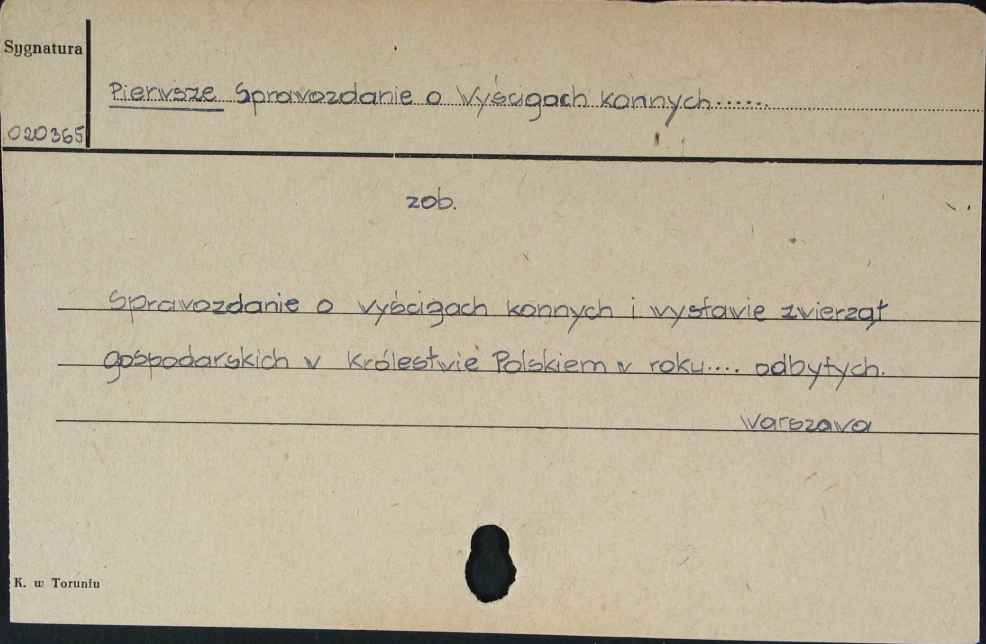 Sygnatura
Pierwsze Sprawozdanie o Wyścigach konnych......
020365
zob.
Sprawozdanie o wyścigach konnych i wystawie zwierząt
gospodarskich w Królestwie Polskiem w roku.... odbytych.
Warszawa
K. w Toruniu